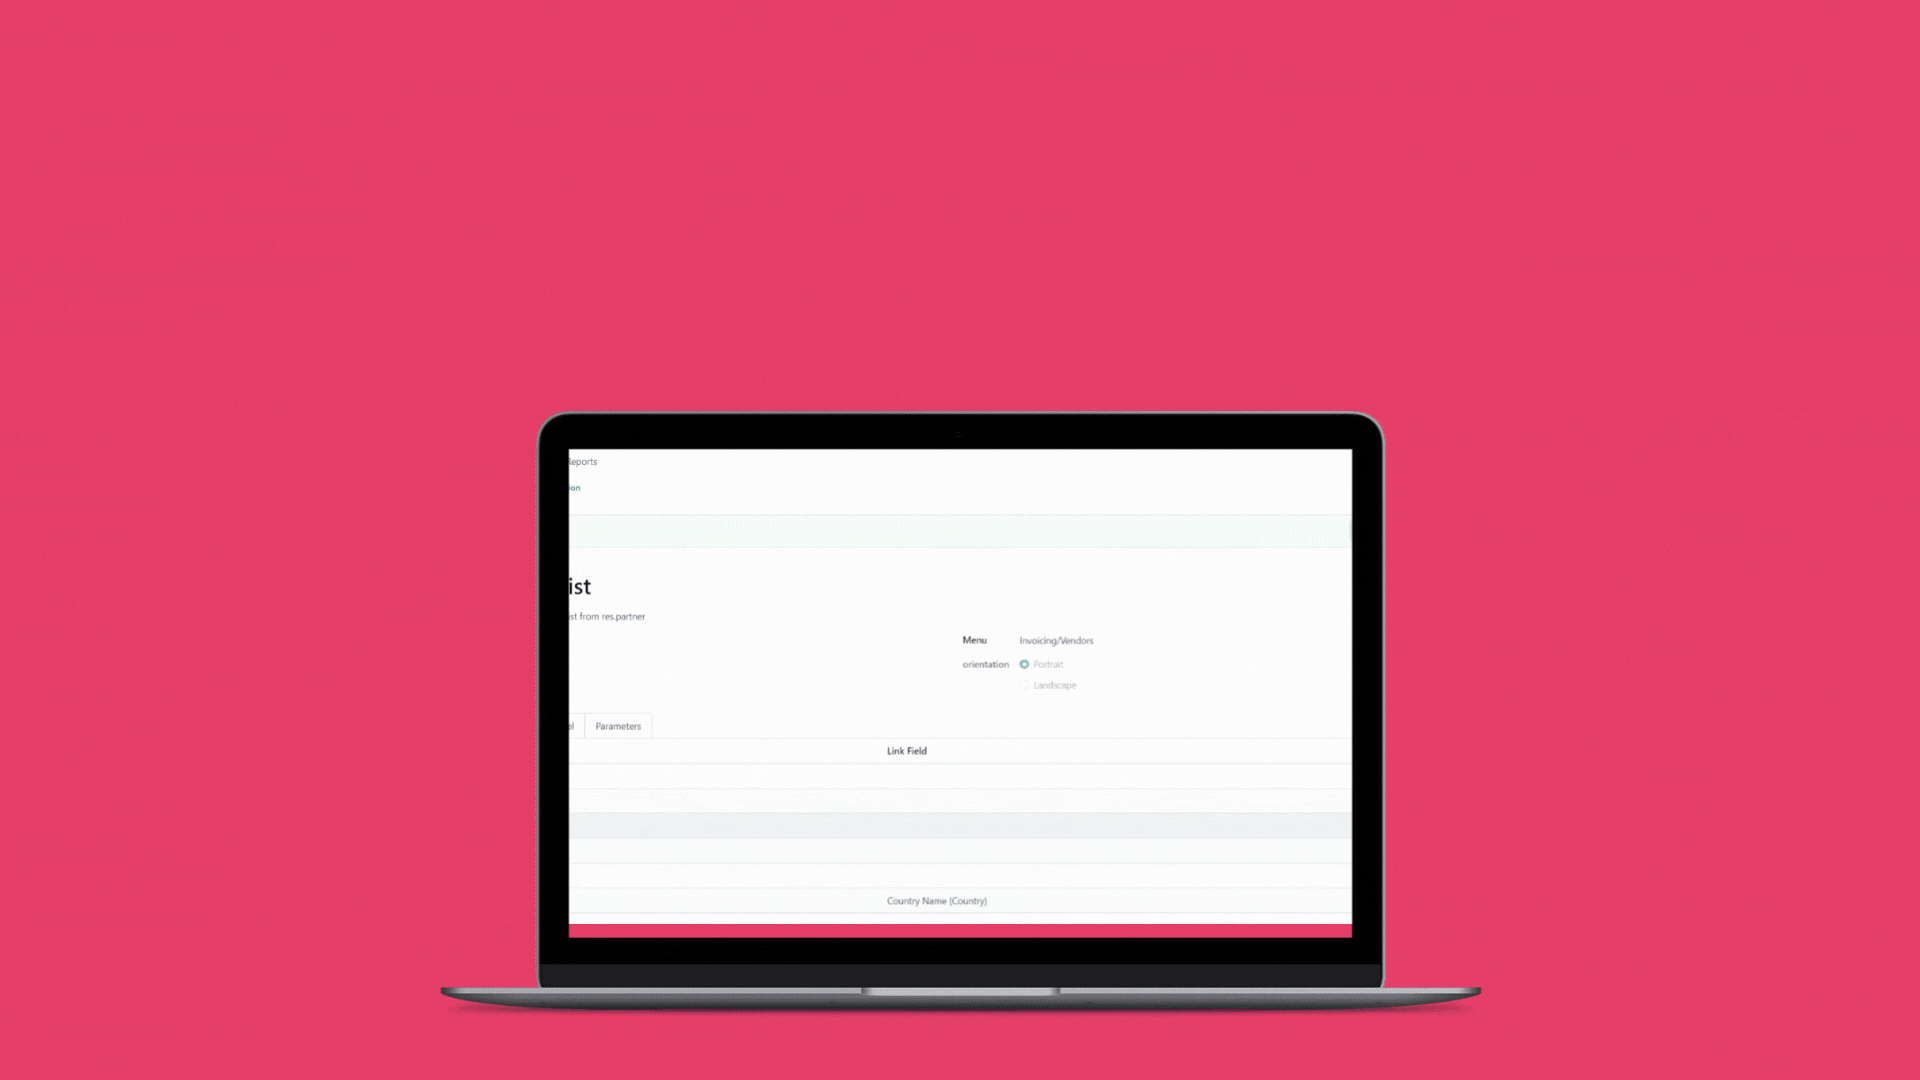 Reports
ion
ist
ist from res.partner
Menu Invoicing/Vendors
orientation Portrait
Landscape
el Parameters
Link Field
Country Name (Country)